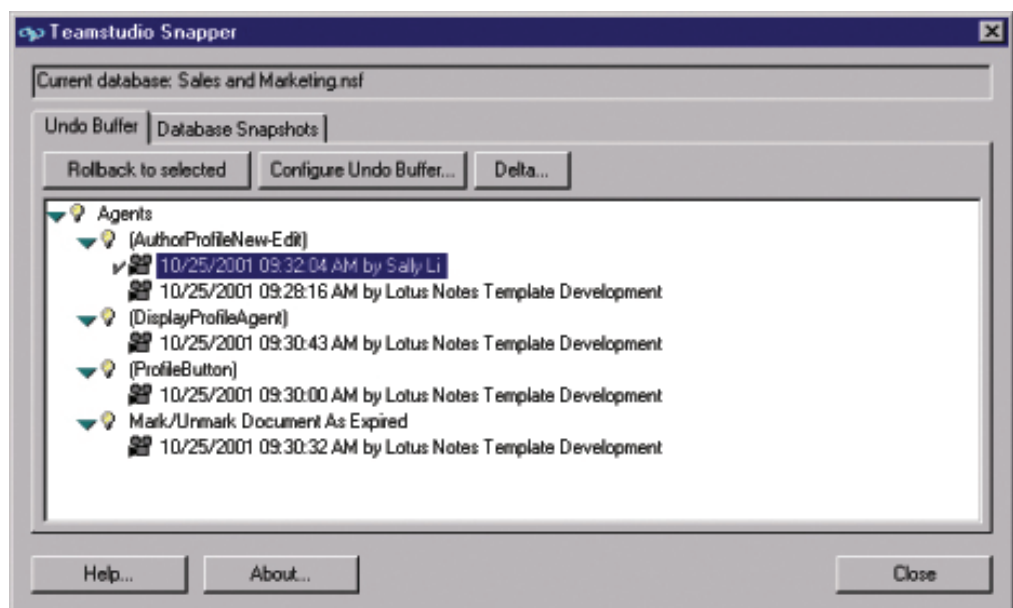 Teamstudio Snapper
Current database: Sales and Marketing.nsf
Undo Buffer Database Snapshots
Rollback to selected Configure Undo Buffer... Delta...
Agents
(AuthorProfileNew-Edit)
10/25/2001 09:32:04 AM by Sally Li
10/25/2001 09:28:16 AM by Lotus Notes Template Development
(DisplayProfileAgent)
10/25/2001 09:30:43 AM by Lotus Notes Template Development
(ProfileButton)
10/25/2001 09:30:00 AM by Lotus Notes Template Development
Mark/Unmark Document As Expired
10/25/2001 09:30:32 AM by Lotus Notes Template Development
Help... About... Close